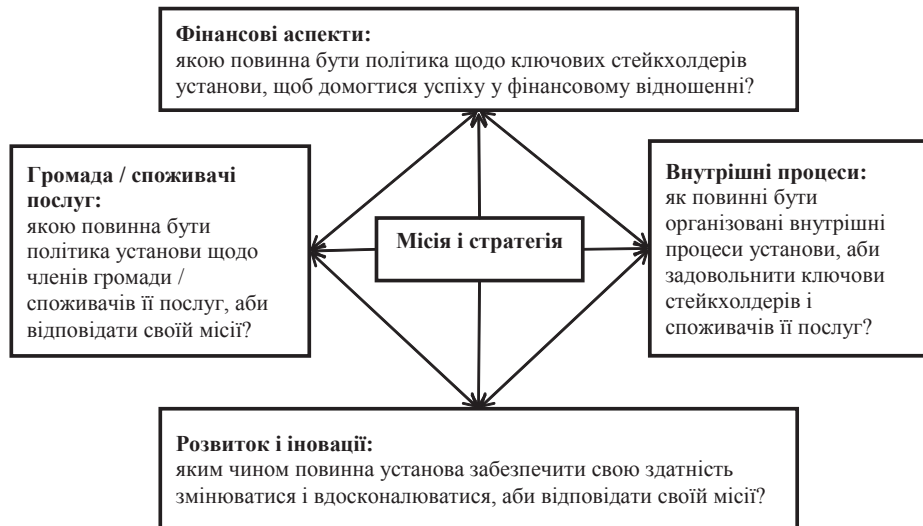 Фінансові аспекти:
якою повинна бути політика щодо ключових стейкхолдерів
установи, щоб домогтися успіху у фінансовому відношенні?
Громада / споживачі
послуг:
якою повинна бути
політика установи щодо
членів громади /
споживачів її послуг, аби
відповідати своїй місії?
Місія і стратегія
Внутрішні процеси:
як повинні бути
організовані внутрішні
процеси установи, аби
задовольнити ключови
стейкхолдерів і
споживачів її послуг?
Розвиток і іновації:
яким чином повинна установа забезпечити свою здатність
змінюватися і вдосконалюватися, аби відповідати своїй місії?